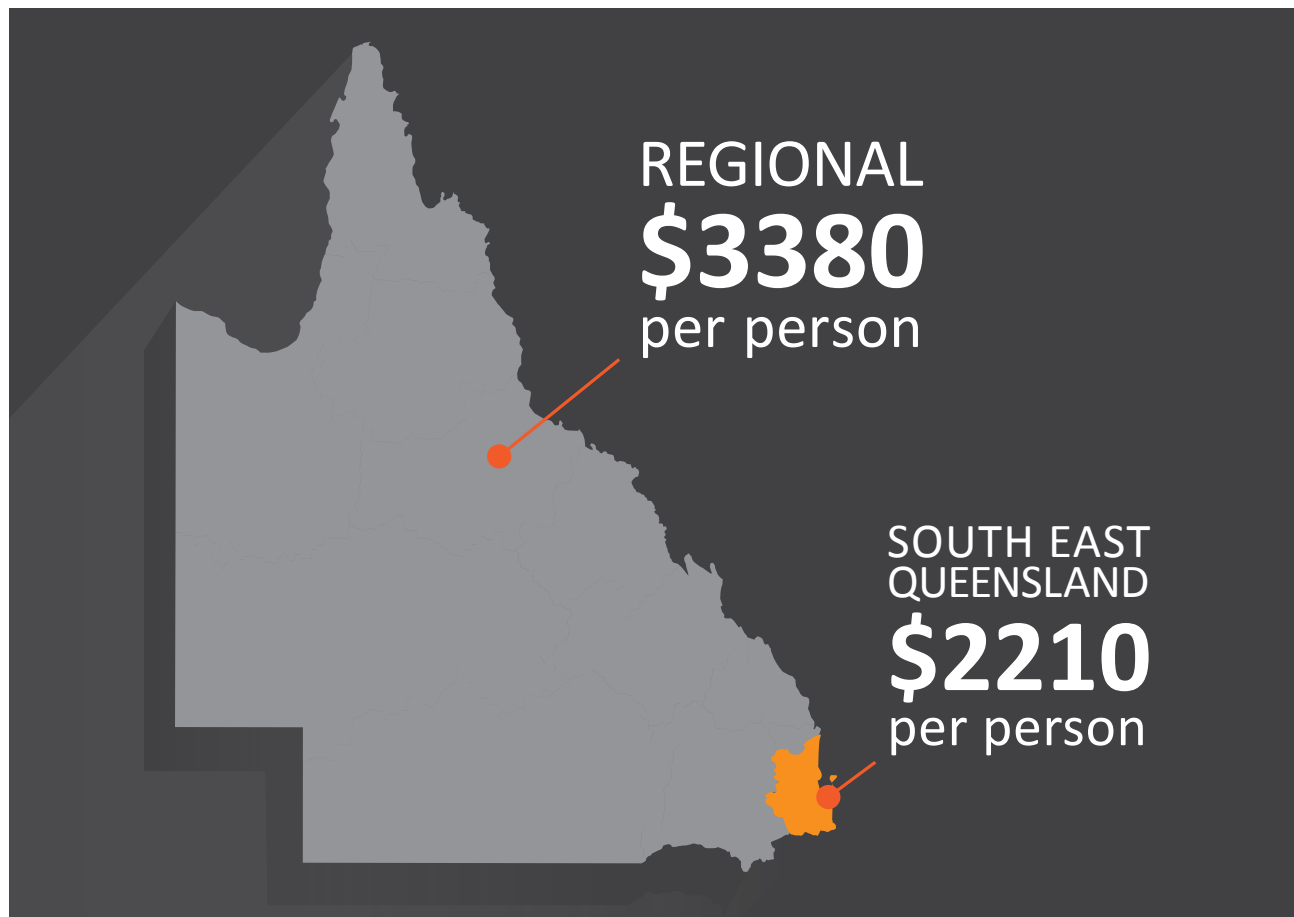 REGIONAL
$3380
per person
SOUTH EAST
QUEENSLAND
$2210
per person